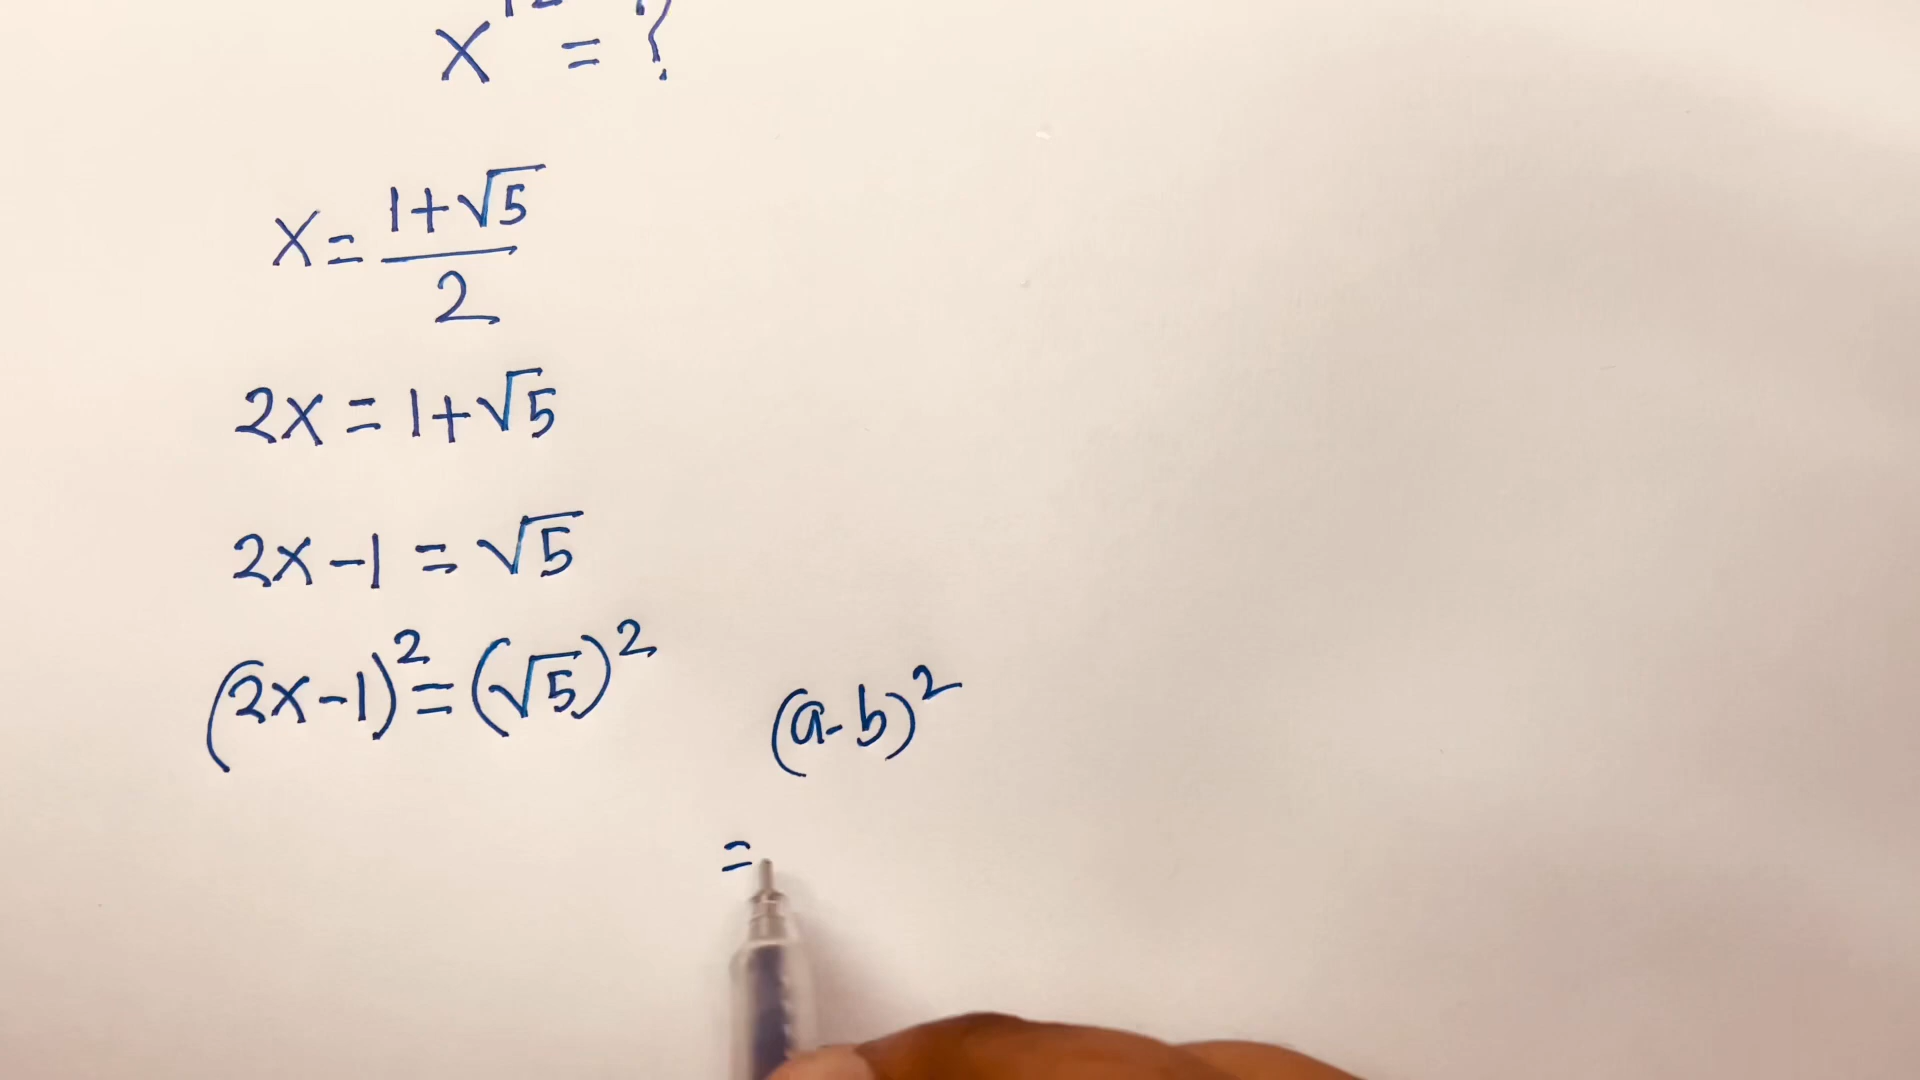 x = ?
x = 1+√5 / 2
2x = 1+√5
2x-1 = √5
(2x-1)² = (√5)²
(a-b)²
=